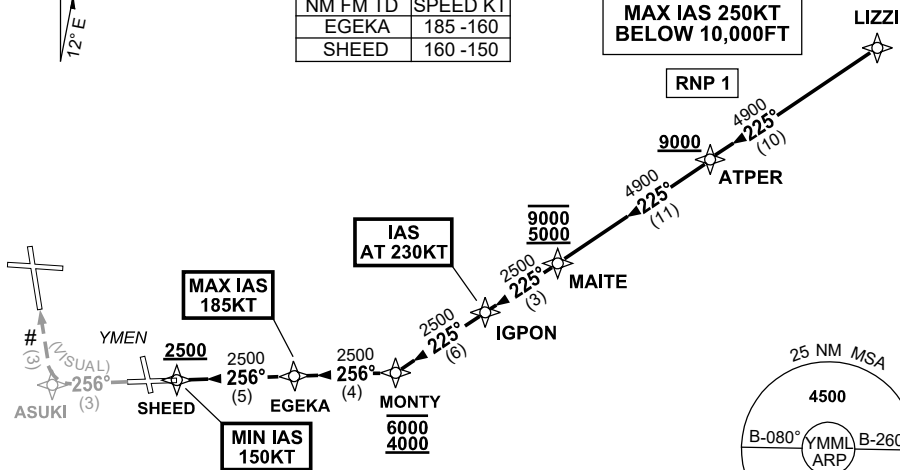 12° E
NM FM TD SPEED KT
EGEKA 185 -160
SHEED 160 -150
MAX IAS 250KT
BELOW 10,000FT
LIZZI
RNP 1
4900
225°
(10)
9000
ATPER
4900
225°
(11)
9000
5000
MAITE
IAS
AT 230KT
2500
225°
(3)
IGPON
2500
225°
(6)
MAX IAS
185KT
MONTY
6000
4000
2500
256°
(4)
EGEKA
2500
256°
(5)
2500
SHEED
MIN IAS
150KT
YMEN
#
(3)
(VISUAL)
256°
(3)
ASUKI
25 NM MSA
4500
B-080°
YMML
ARP
B-260